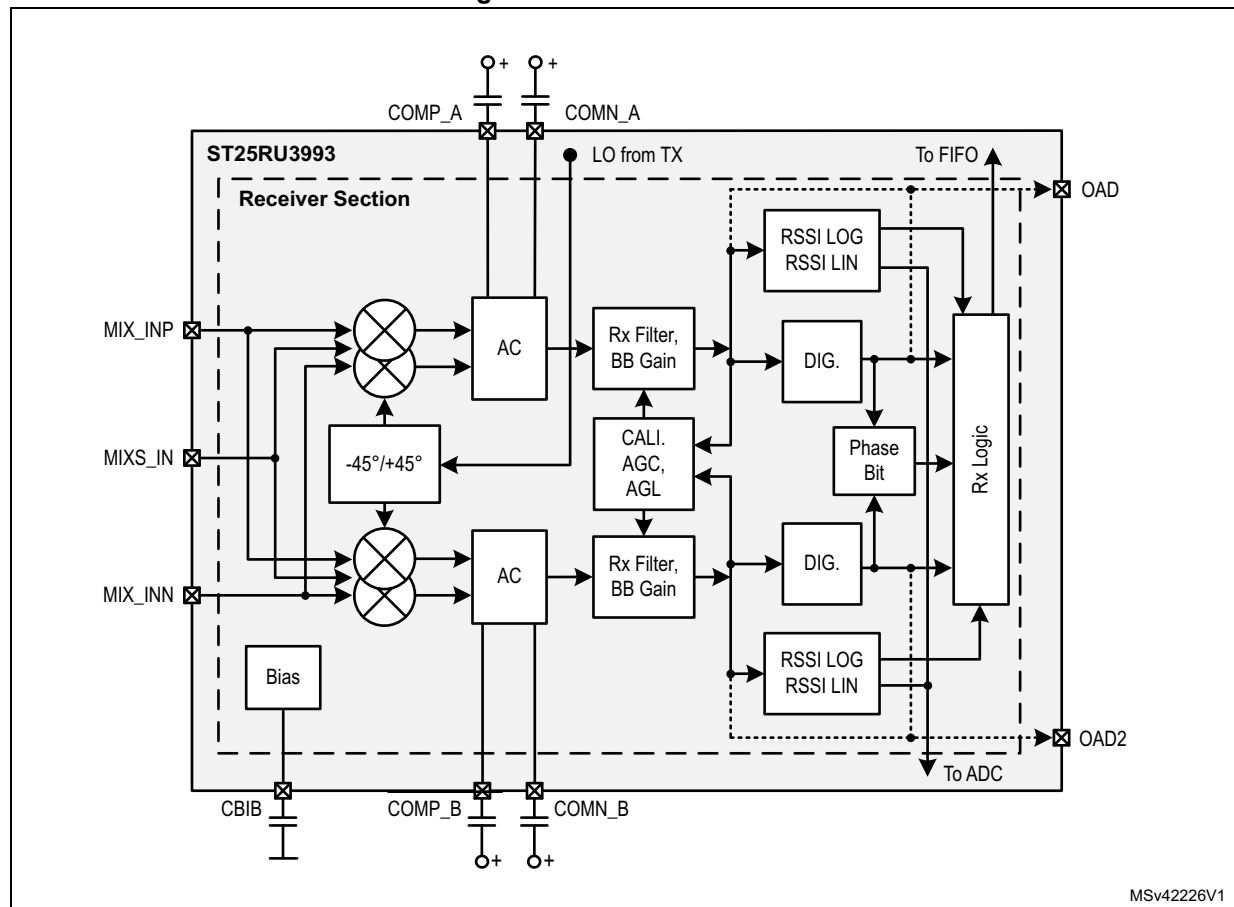 COMP_A
COMN_A
ST25RU3993
LO from TX
To FIFO
Receiver Section
OAD
RSSI LOG
RSSI LIN
MIX_INP
AC
Rx Filter,
BB Gain
DIG.
MIXS_IN
-45°/+45°
CALI.
AGC,
AGL
Phase
Bit
Rx Logic
MIX_INN
AC
Rx Filter,
BB Gain
DIG.
Bias
RSSI LOG
RSSI LIN
OAD2
To ADC
CBIB
COMP_B
COMN_B
MSv42226V1